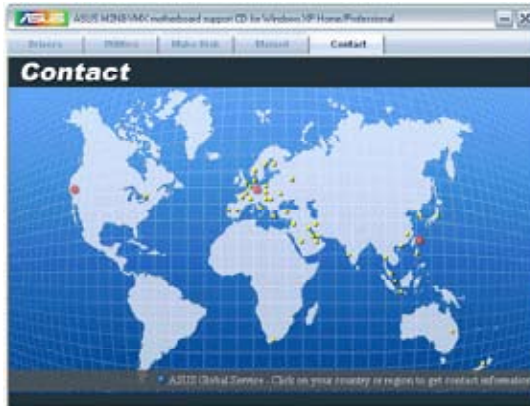 ASUS M2N8-VMX motherboard support CD for Windows XP Home/Professional
Drivers Utilities Make Disk Manual Contact
Contact
ASUS Global Service - Click on your country or region to get contact information